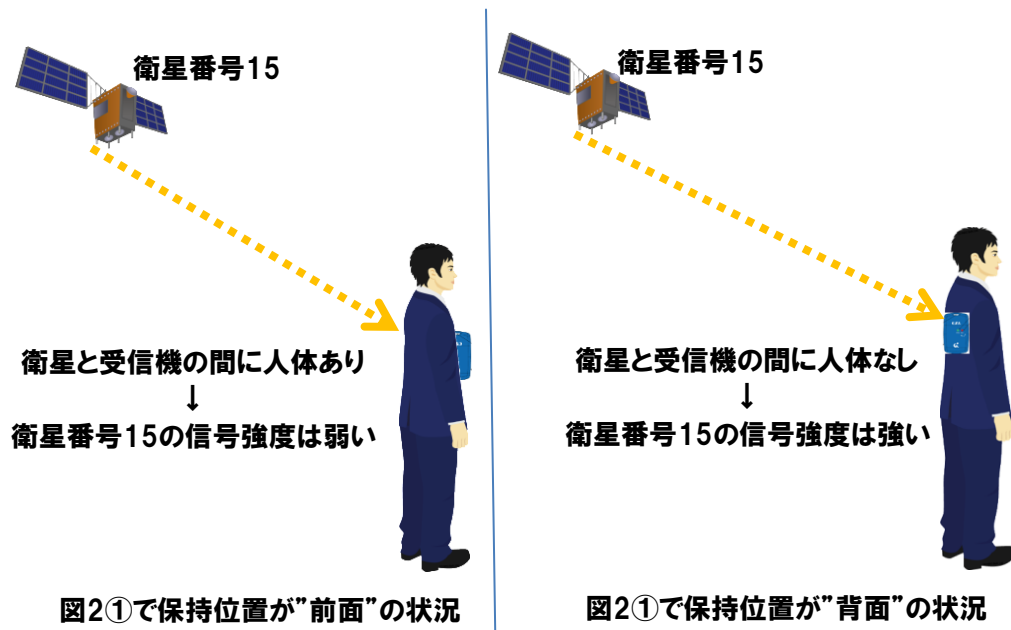 衛星番号15
衛星と受信機の間に人体あり
↓
衛星番号15の信号強度は弱い
図2①で保持位置が”前面”の状況
衛星番号15
衛星と受信機の間に人体なし
↓
衛星番号15の信号強度は強い
図2①で保持位置が”背面”の状況